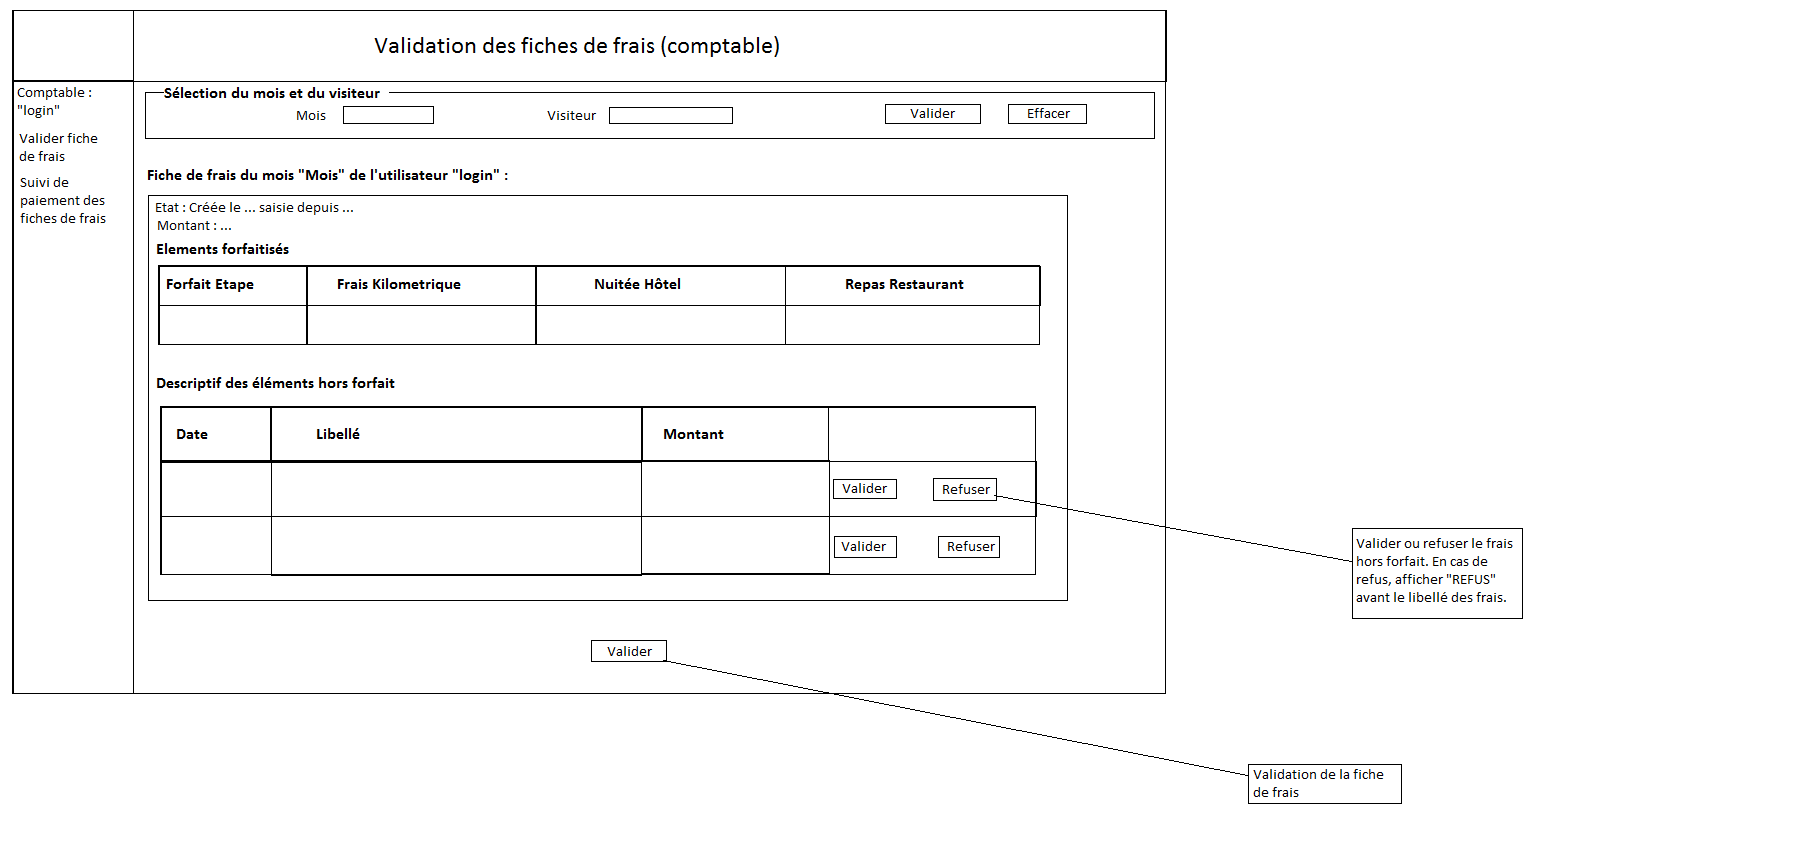 Validation des fiches de frais (comptable)
Comptable :
"login"
Valider fiche
de frais
Suivi de
paiement des
fiches de frais
Sélection du mois et du visiteur
Mois
Visiteur
Valider
Effacer
Fiche de frais du mois "Mois" de l'utilisateur "login" :
Etat : Créée le ... saisie depuis ...
Montant : ...
Elements forfaitisés
Forfait Etape
Frais Kilometrique
Nuitée Hôtel
Repas Restaurant
Descriptif des éléments hors forfait
Date
Libellé
Montant
Valider
Refuser
Valider
Refuser
Valider ou refuser le frais
hors forfait. En cas de
refus, afficher "REFUS"
avant le libellé des frais.
Valider
Validation de la fiche
de frais